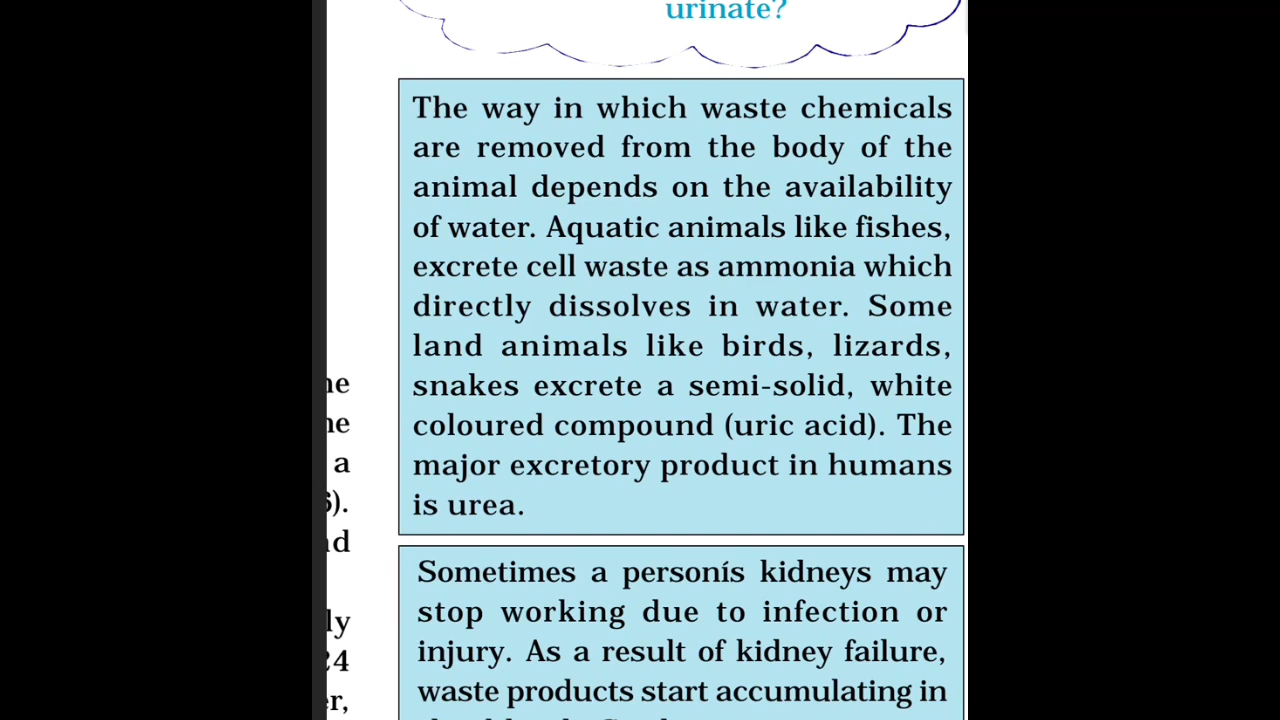 urinate?
The way in which waste chemicals
are removed from the body of the
animal depends on the availability
of water. Aquatic animals like fishes,
excrete cell waste as ammonia which
directly dissolves in water. Some
land animals like birds, lizards,
snakes excrete a semi-solid, white
coloured compound (uric acid). The
major excretory product in humans
is urea.
a
24
Sometimes a personís kidneys may
stop working due to infection or
injury. As a result of kidney failure,
waste products start accumulating in